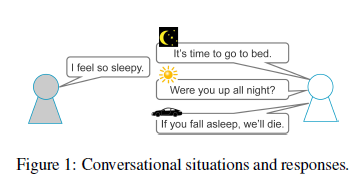 I feel so sleepy.
It's time to go to bed.
Were you up all night?
If you fall asleep, we'll die.
Figure 1: Conversational situations and responses.